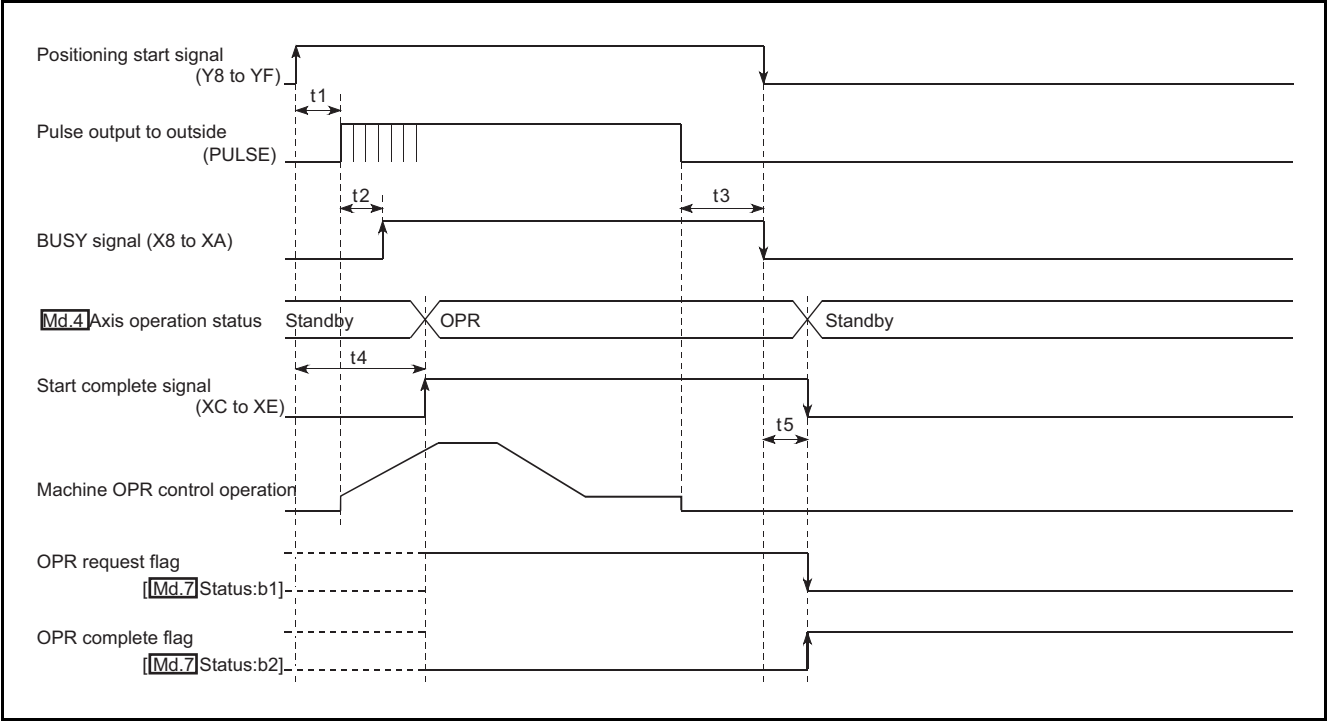 Positioning start signal
(Y8 to YF)
t1
Pulse output to outside
(PULSE)
t2
t3
BUSY signal (X8 to XA)
Md.4 Axis operation status
Standby
OPR
Standby
t4
Start complete signal
(XC to XE)
t5
Machine OPR control operation
OPR request flag
[Md.7 Status:b1]
OPR complete flag
[Md.7 Status:b2]